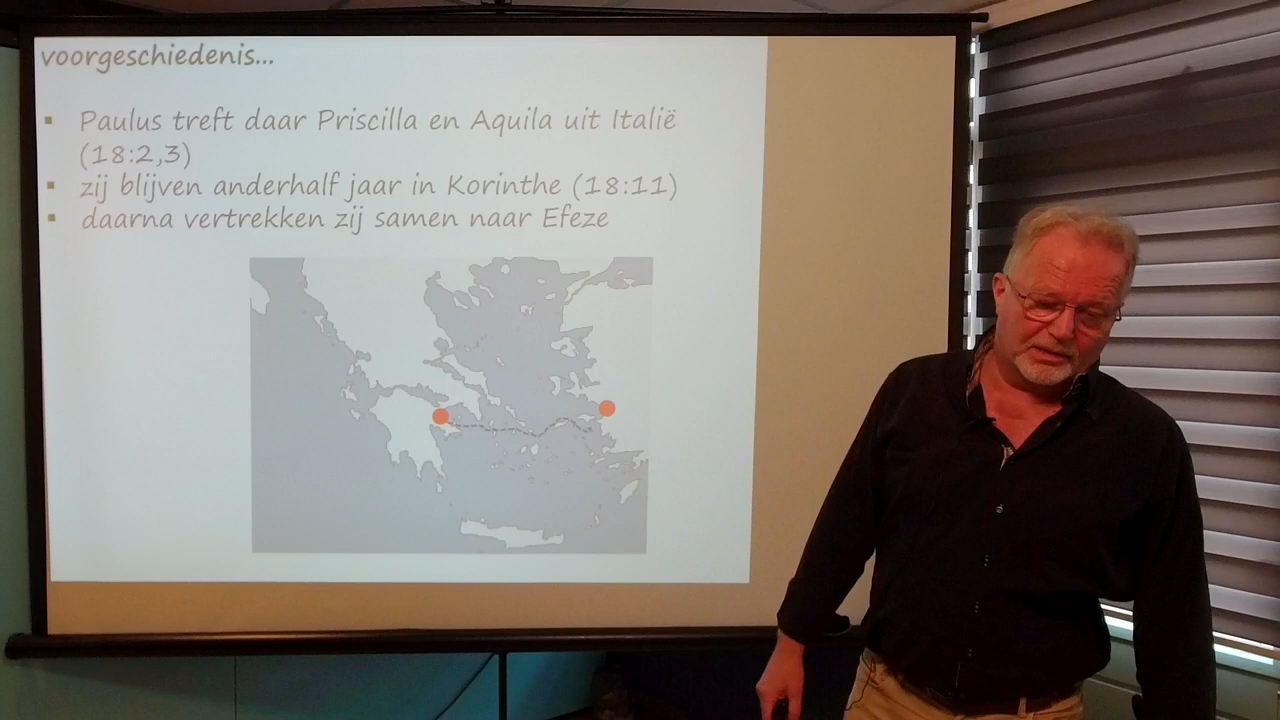 voorgeschiedenis...
▪ Paulus treft daar Priscilla en Aquila uit Italië
(18:2,3)
▪ zij blijven anderhalf jaar in Korinthe (18:11)
▪ daarna vertrekken zij samen naar Efeze